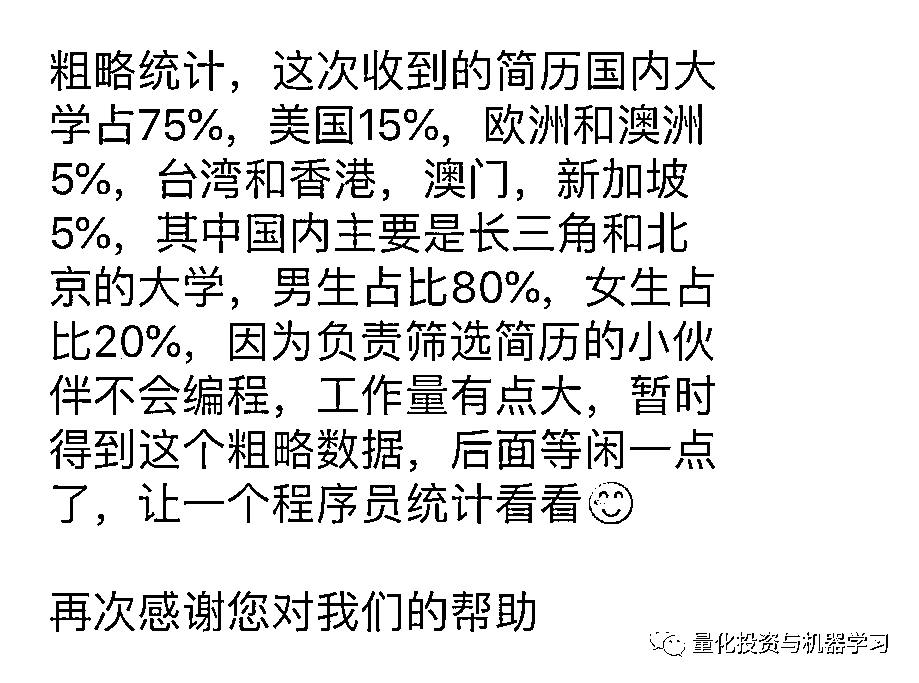 粗略统计，这次收到的简历国内大
学占75%，美国15%，欧洲和澳洲
5%，台湾和香港，澳门，新加坡
5%，其中国内主要是长三角和北
京的大学，男生占比80%，女生占
比20%，因为负责筛选简历的小伙
伴不会编程，工作量有点大，暂时
得到这个粗略数据，后面等闲一点
了，让一个程序员统计看看😊
再次感谢您对我们的帮助
量化投资与机器学习